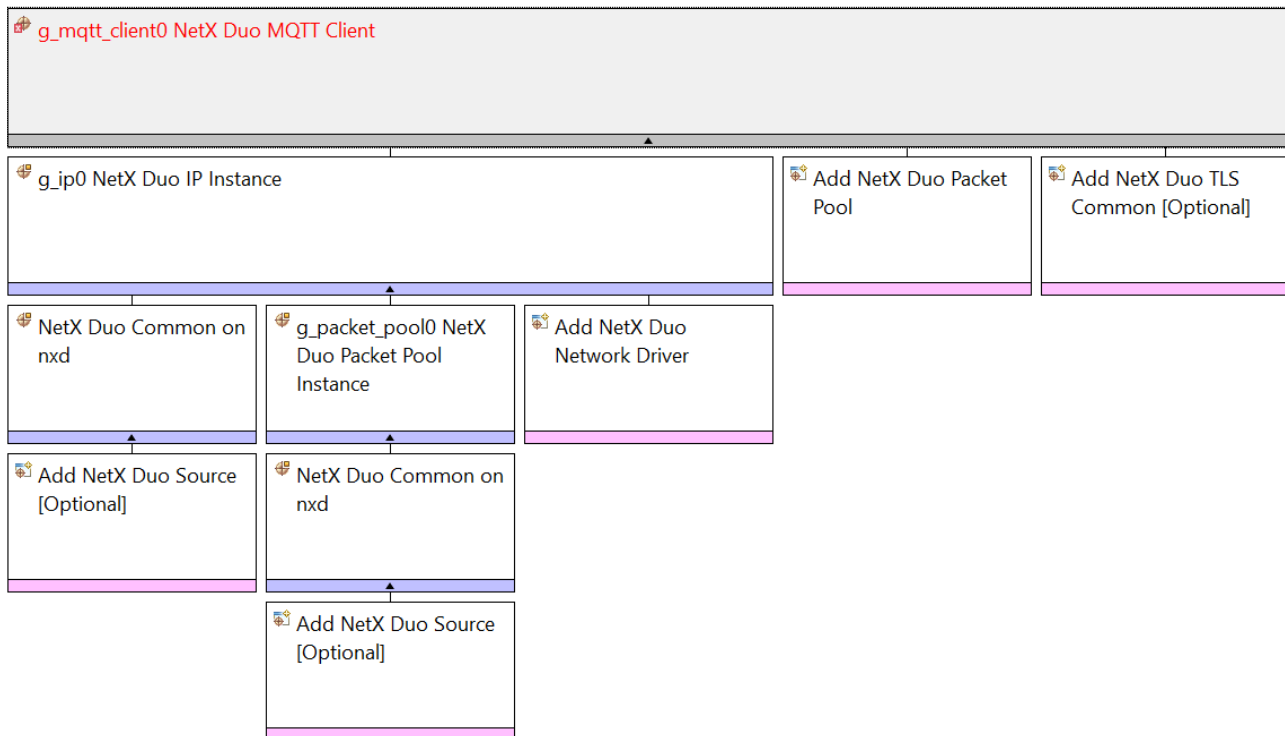 g_mqtt_client0 NetX Duo MQTT Client
g_ip0 NetX Duo IP Instance
Add NetX Duo Packet
Pool
Add NetX Duo TLS
Common [Optional]
NetX Duo Common on
nxd
g_packet_pool0 NetX
Duo Packet Pool
Instance
Add NetX Duo
Network Driver
Add NetX Duo Source
[Optional]
NetX Duo Common on
nxd
Add NetX Duo Source
[Optional]